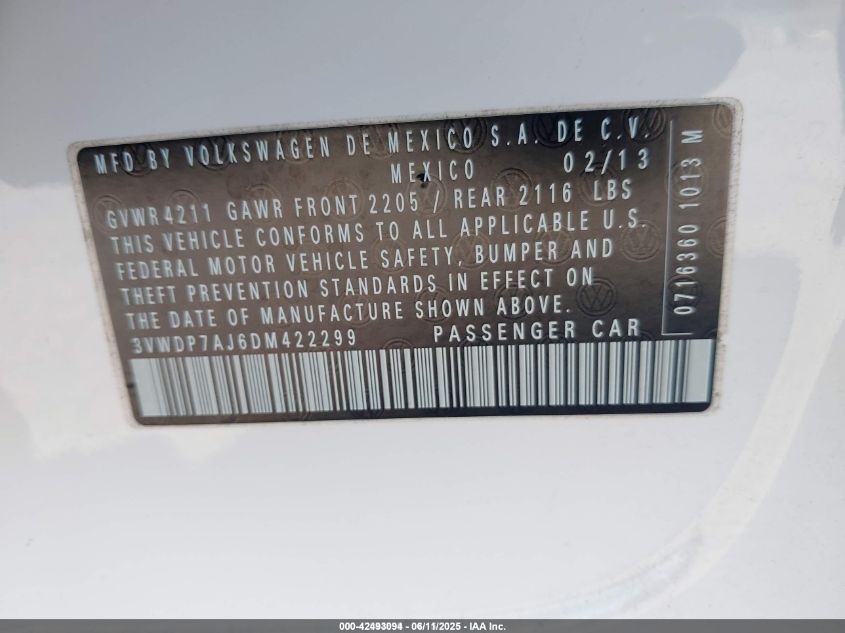 MFD BY VOLKSWAGEN DE MEXICO S.A. DE C.V.
MEXICO 02/13
GVWR4211 GAWR FRONT 2205 / REAR 2116 LBS
THIS VEHICLE CONFORMS TO ALL APPLICABLE U.S.
FEDERAL MOTOR VEHICLE SAFETY, BUMPER AND
THEFT PREVENTION STANDARDS IN EFFECT ON
THE DATE OF MANUFACTURE SHOWN ABOVE.
3VWDP7AJ6DM422299 PASSENGER CAR
0716360 1013 M
000-42493094 - 06/11/2025 - IAA Inc.